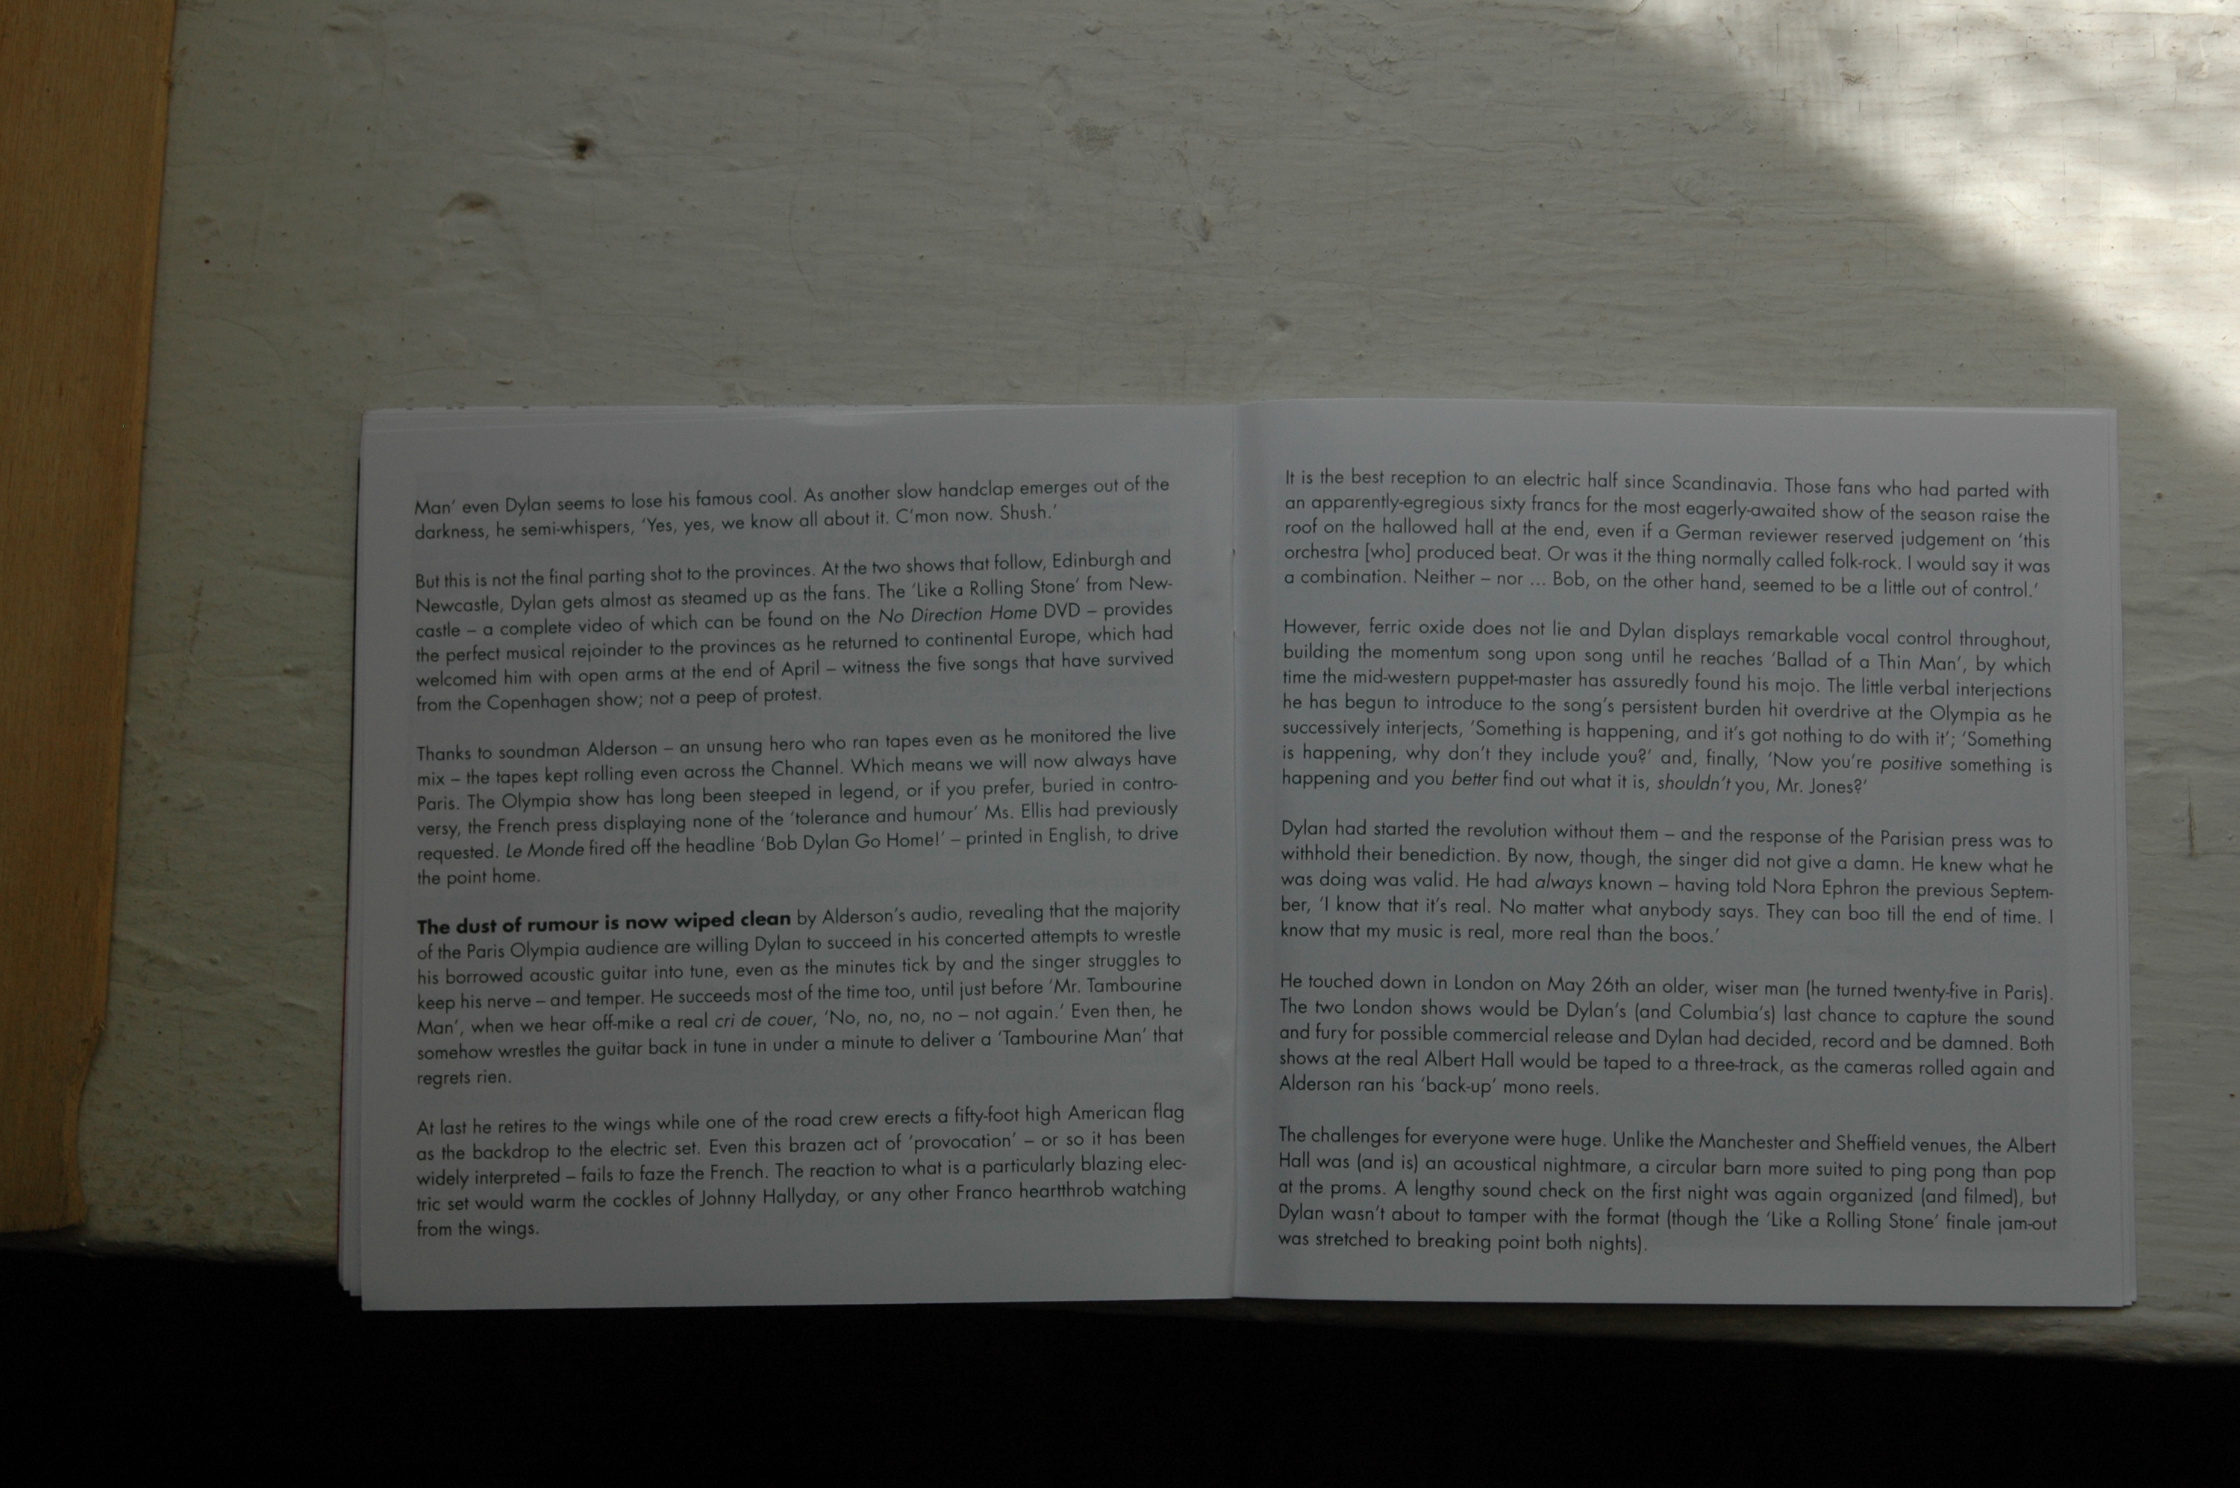 Man' even Dylan seems to lose his famous cool. As another slow handclap emerges out of the
darkness, he semi-whispers, 'Yes, yes, we know all about it. C'mon now. Shush.'
But this is not the final parting shot to the provinces. At the two shows that follow, Edinburgh and
Newcastle, Dylan gets almost as steamed up as the fans. The 'Like a Rolling Stone' from New-
castle – a complete video of which can be found on the No Direction Home DVD – provides
the perfect musical rejoinder to the provinces as he returned to continental Europe, which had
welcomed him with open arms at the end of April – witness the five songs that have survived
from the Copenhagen show; not a peep of protest.
Thanks to soundman Alderson – an unsung hero who ran tapes even as he monitored the live
mix – the tapes kept rolling even across the Channel. Which means we will now always have
Paris. The Olympia show has long been steeped in legend, or if you prefer, buried in contro-
versy, the French press displaying none of the 'tolerance and humour' Ms. Ellis had previously
requested. Le Monde fired off the headline 'Bob Dylan Go Home!' – printed in English, to drive
the point home.
The dust of rumour is now wiped clean by Alderson's audio, revealing that the majority
of the Paris Olympia audience are willing Dylan to succeed in his concerted attempts to wrestle
his borrowed acoustic guitar into tune, even as the minutes tick by and the singer struggles to
keep his nerve – and temper. He succeeds most of the time too, until just before 'Mr. Tambourine
Man', when we hear off-mike a real cri de couer, 'No, no, no, no – not again.' Even then, he
somehow wrestles the guitar back in tune in under a minute to deliver a 'Tambourine Man' that
regrets rien.
At last he retires to the wings while one of the road crew erects a fifty-foot high American flag
as the backdrop to the electric set. Even this brazen act of 'provocation' – or so it has been
widely interpreted – fails to faze the French. The reaction to what is a particularly blazing elec-
tric set would warm the cockles of Johnny Hallyday, or any other Franco heartthrob watching
from the wings.
It is the best reception to an electric half since Scandinavia. Those fans who had parted with
an apparently-egregious sixty francs for the most eagerly-awaited show of the season raise the
roof on the hallowed hall at the end, even if a German reviewer reserved judgement on 'this
orchestra [who] produced beat. Or was it the thing normally called folk-rock. I would say it was
a combination. Neither – nor ... Bob, on the other hand, seemed to be a little out of control.'
However, ferric oxide does not lie and Dylan displays remarkable vocal control throughout,
building the momentum song upon song until he reaches 'Ballad of a Thin Man', by which
time the mid-western puppet-master has assuredly found his mojo. The little verbal interjections
he has begun to introduce to the song's persistent burden hit overdrive at the Olympia as he
successively interjects, 'Something is happening, and it's got nothing to do with it'; 'Something
is happening, why don't they include you?' and, finally, 'Now you're positive something is
happening and you better find out what it is, shouldn't you, Mr. Jones?'
Dylan had started the revolution without them – and the response of the Parisian press was to
withhold their benediction. By now, though, the singer did not give a damn. He knew what he
was doing was valid. He had always known – having told Nora Ephron the previous Septem-
ber, 'I know that it's real. No matter what anybody says. They can boo till the end of time. I
know that my music is real, more real than the boos.'
He touched down in London on May 26th an older, wiser man (he turned twenty-five in Paris).
The two London shows would be Dylan's (and Columbia's) last chance to capture the sound
and fury for possible commercial release and Dylan had decided, record and be damned. Both
shows at the real Albert Hall would be taped to a three-track, as the cameras rolled again and
Alderson ran his 'back-up' mono reels.
The challenges for everyone were huge. Unlike the Manchester and Sheffield venues, the Albert
Hall was (and is) an acoustical nightmare, a circular barn more suited to ping pong than pop
at the proms. A lengthy sound check on the first night was again organized (and filmed), but
Dylan wasn't about to tamper with the format (though the 'Like a Rolling Stone' finale jam-out
was stretched to breaking point both nights).